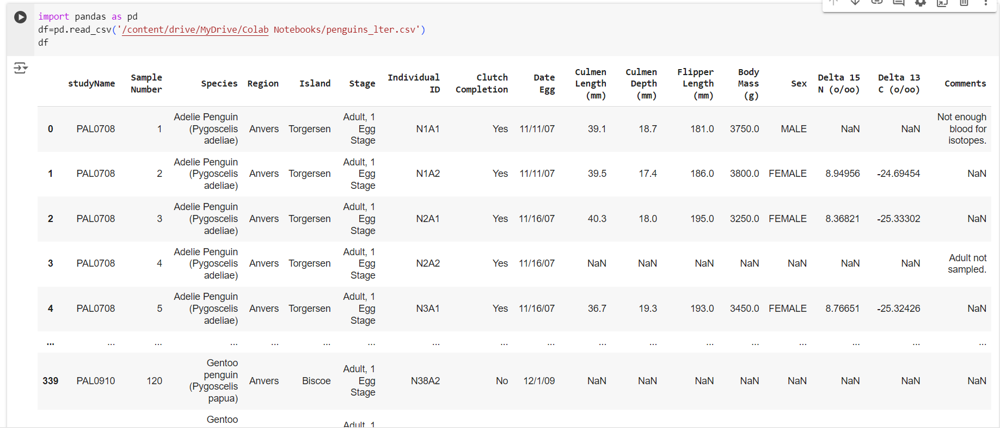 import pandas as pd
df=pd.read_csv('/content/drive/MyDrive/Colab Notebooks/penguins_lter.csv')
df
studyName Sample Number Species Region Island Stage Individual ID Clutch Completion Date Egg Culmen Length (mm) Culmen Depth (mm) Flipper Length (mm) Body Mass (g) Sex Delta 15 N (o/oo) Delta 13 C (o/oo) Comments
0 PAL0708 1 Adelie Penguin (Pygoscelis adeliae) Anvers Torgersen Adult, 1 Egg Stage N1A1 Yes 11/11/07 39.1 18.7 181.0 3750.0 MALE NaN NaN Not enough blood for isotopes.
1 PAL0708 2 Adelie Penguin (Pygoscelis adeliae) Anvers Torgersen Adult, 1 Egg Stage N1A2 Yes 11/11/07 39.5 17.4 186.0 3800.0 FEMALE 8.94956 -24.69454 NaN
2 PAL0708 3 Adelie Penguin (Pygoscelis adeliae) Anvers Torgersen Adult, 1 Egg Stage N2A1 Yes 11/16/07 40.3 18.0 195.0 3250.0 FEMALE 8.36821 -25.33302 NaN
3 PAL0708 4 Adelie Penguin (Pygoscelis adeliae) Anvers Torgersen Adult, 1 Egg Stage N2A2 Yes 11/16/07 NaN NaN NaN NaN NaN NaN NaN Adult not sampled.
4 PAL0708 5 Adelie Penguin (Pygoscelis adeliae) Anvers Torgersen Adult, 1 Egg Stage N3A1 Yes 11/16/07 36.7 19.3 193.0 3450.0 FEMALE 8.76651 -25.32426 NaN
... ... ... ... ... ... ... ... ... ... ... ... ... ... ... ... ... ...
339 PAL0910 120 Gentoo penguin (Pygoscelis papua) Anvers Biscoe Adult, 1 Egg Stage N38A2 No 12/1/09 NaN NaN NaN NaN NaN NaN NaN NaN
Gentoo Adult, 1